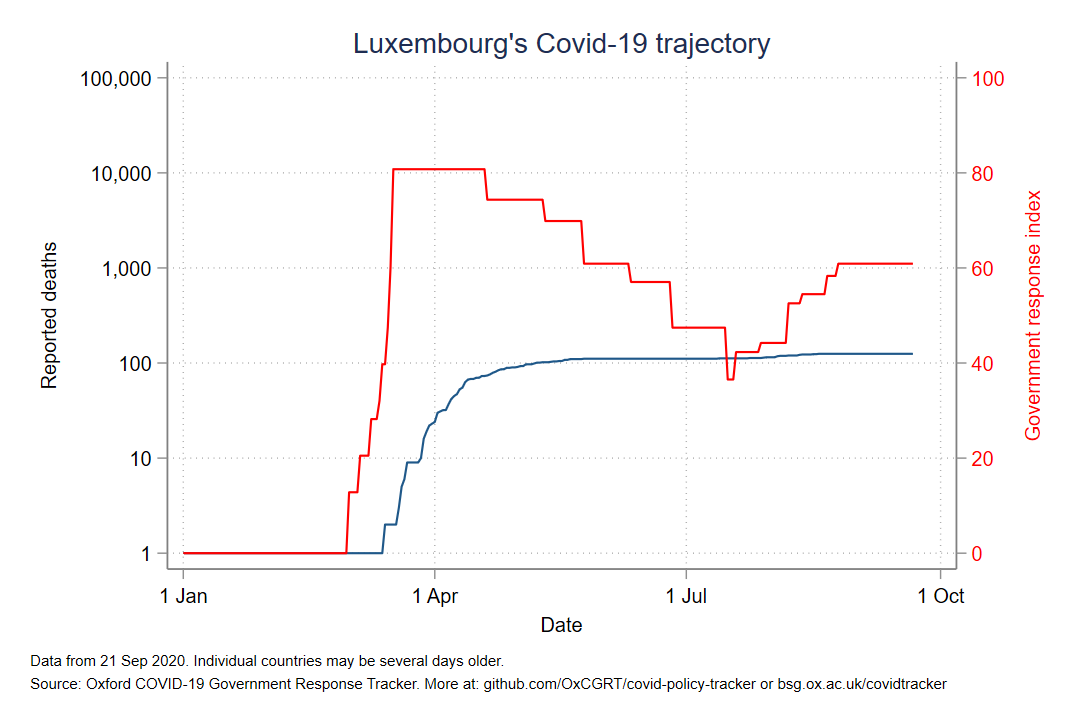 Luxembourg's Covid-19 trajectory
100,000
10,000
1,000
100
10
1
Reported deaths
100
80
60
40
20
0
Government response index
1 Jan
1 Apr
1 Jul
1 Oct
Date
Data from 21 Sep 2020. Individual countries may be several days older.
Source: Oxford COVID-19 Government Response Tracker. More at: github.com/OxCGRT/covid-policy-tracker or bsg.ox.ac.uk/covidtracker